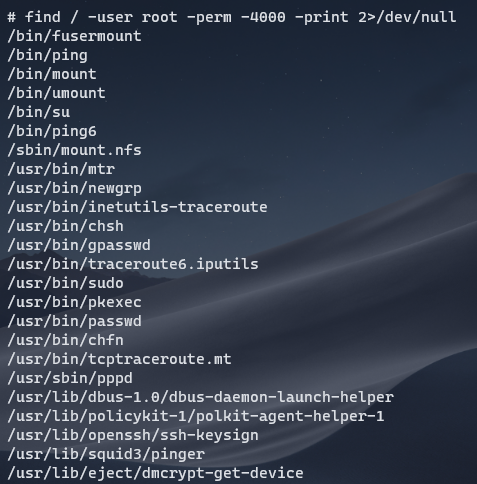 # find / -user root -perm -4000 -print 2>/dev/null
/bin/fusermount
/bin/ping
/bin/mount
/bin/umount
/bin/su
/bin/ping6
/sbin/mount.nfs
/usr/bin/mtr
/usr/bin/newgrp
/usr/bin/inetutils-traceroute
/usr/bin/chsh
/usr/bin/gpasswd
/usr/bin/traceroute6.iputils
/usr/bin/sudo
/usr/bin/pkexec
/usr/bin/passwd
/usr/bin/chfn
/usr/bin/tcptraceroute.mt
/usr/sbin/pppd
/usr/lib/dbus-1.0/dbus-daemon-launch-helper
/usr/lib/policykit-1/polkit-agent-helper-1
/usr/lib/openssh/ssh-keysign
/usr/lib/squid3/pinger
/usr/lib/eject/dmcrypt-get-device